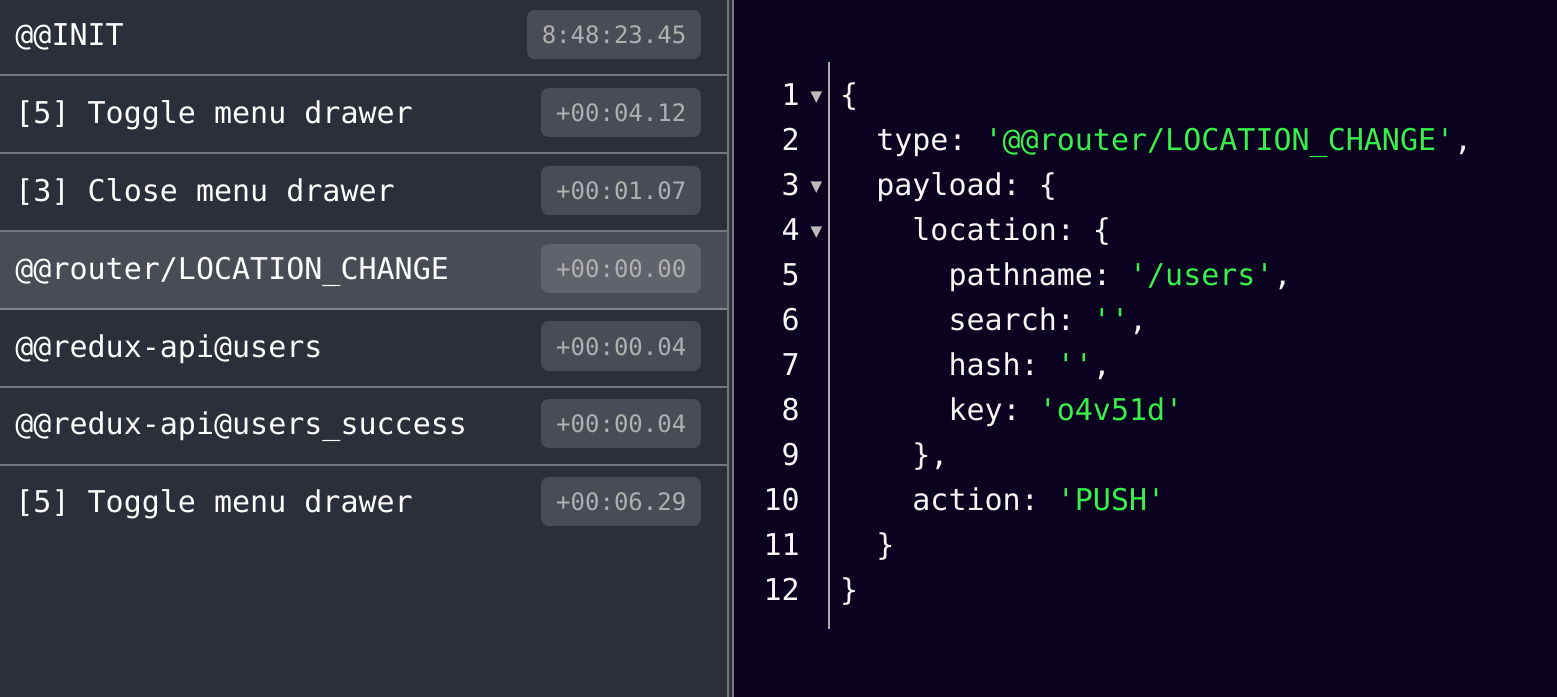 @@INIT 8:48:23.45
[5] Toggle menu drawer +00:04.12
[3] Close menu drawer +00:01.07
@@router/LOCATION_CHANGE +00:00.00
@@redux-api@users +00:00.04
@@redux-api@users_success +00:00.04
[5] Toggle menu drawer +00:06.29
1 ▼ {
2 type: '@@router/LOCATION_CHANGE',
3 ▼ payload: {
4 ▼ location: {
5 pathname: '/users',
6 search: '',
7 hash: '',
8 key: 'o4v51d'
9 },
10 action: 'PUSH'
11 }
12 }